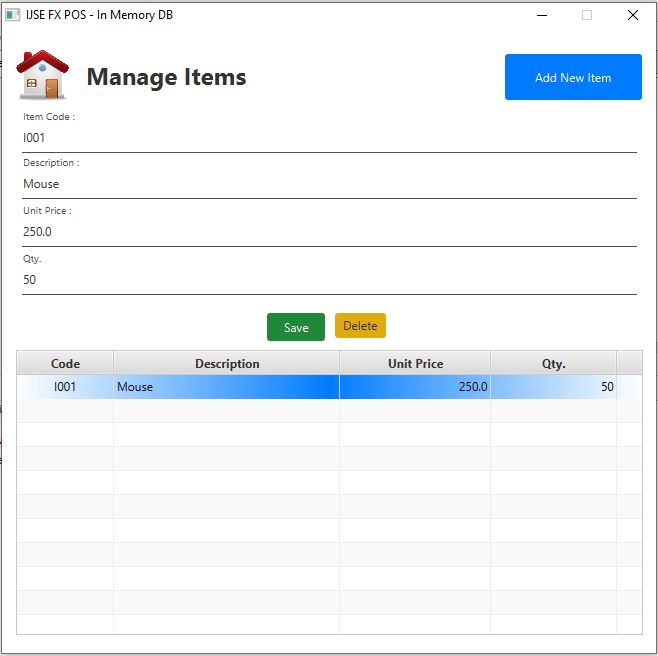 IJSE FX POS - In Memory DB
Manage Items
Add New Item
Item Code :
I001
Description :
Mouse
Unit Price :
250.0
Qty.
50
Save
Delete
Code Description Unit Price Qty.
I001 Mouse 250.0 50